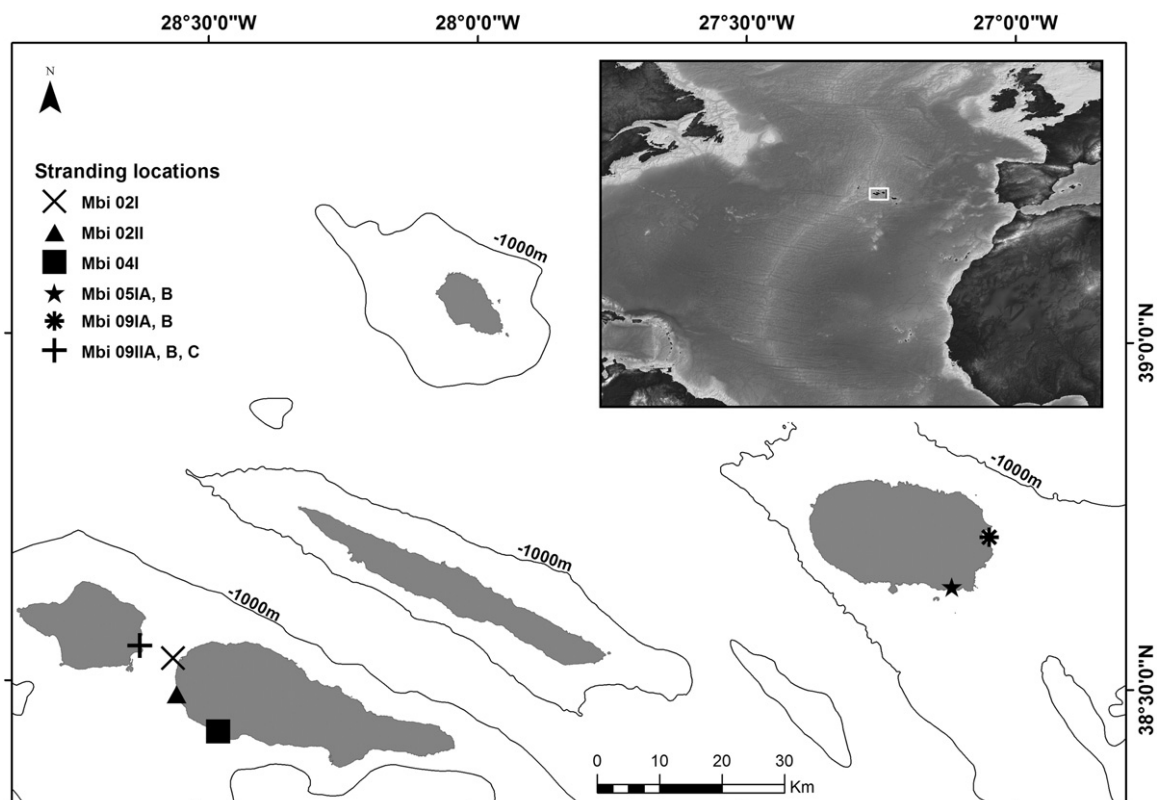 28°30'0"W 28°0'0"W 27°30'0"W 27°0'0"W
N
Stranding locations
Mbi 02I
Mbi 02II
Mbi 04I
Mbi 05IA, B
Mbi 09IA, B
Mbi 09IIA, B, C
-1000m
39°0'0"N
-1000m
-1000m
-1000m
38°30'0"N
0 10 20 30
Km